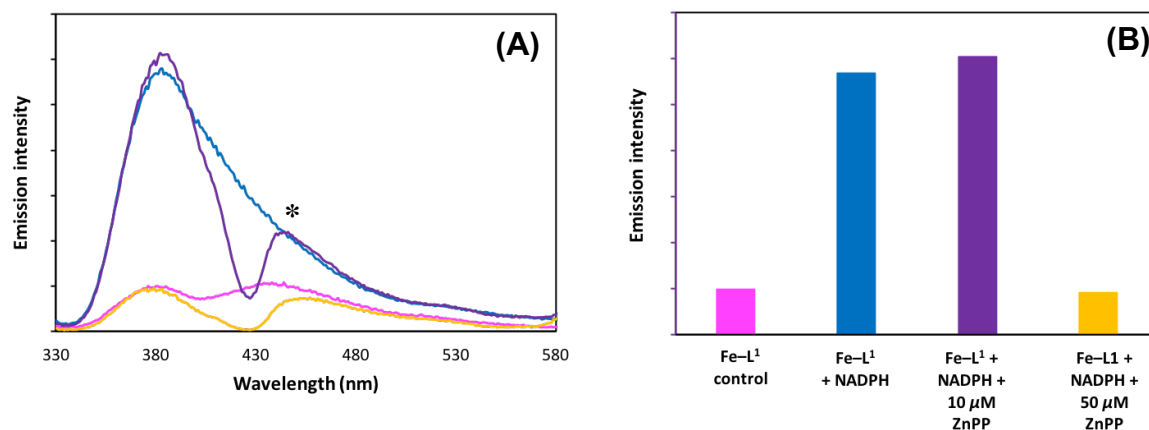 (A)
Emission intensity
*
330 380 430 480 530 580
Wavelength (nm)
(B)
Emission intensity
Fe–L¹
control
Fe–L¹
+ NADPH
Fe–L¹ +
NADPH +
10 µM
ZnPP
Fe–L1 +
NADPH +
50 µM
ZnPP